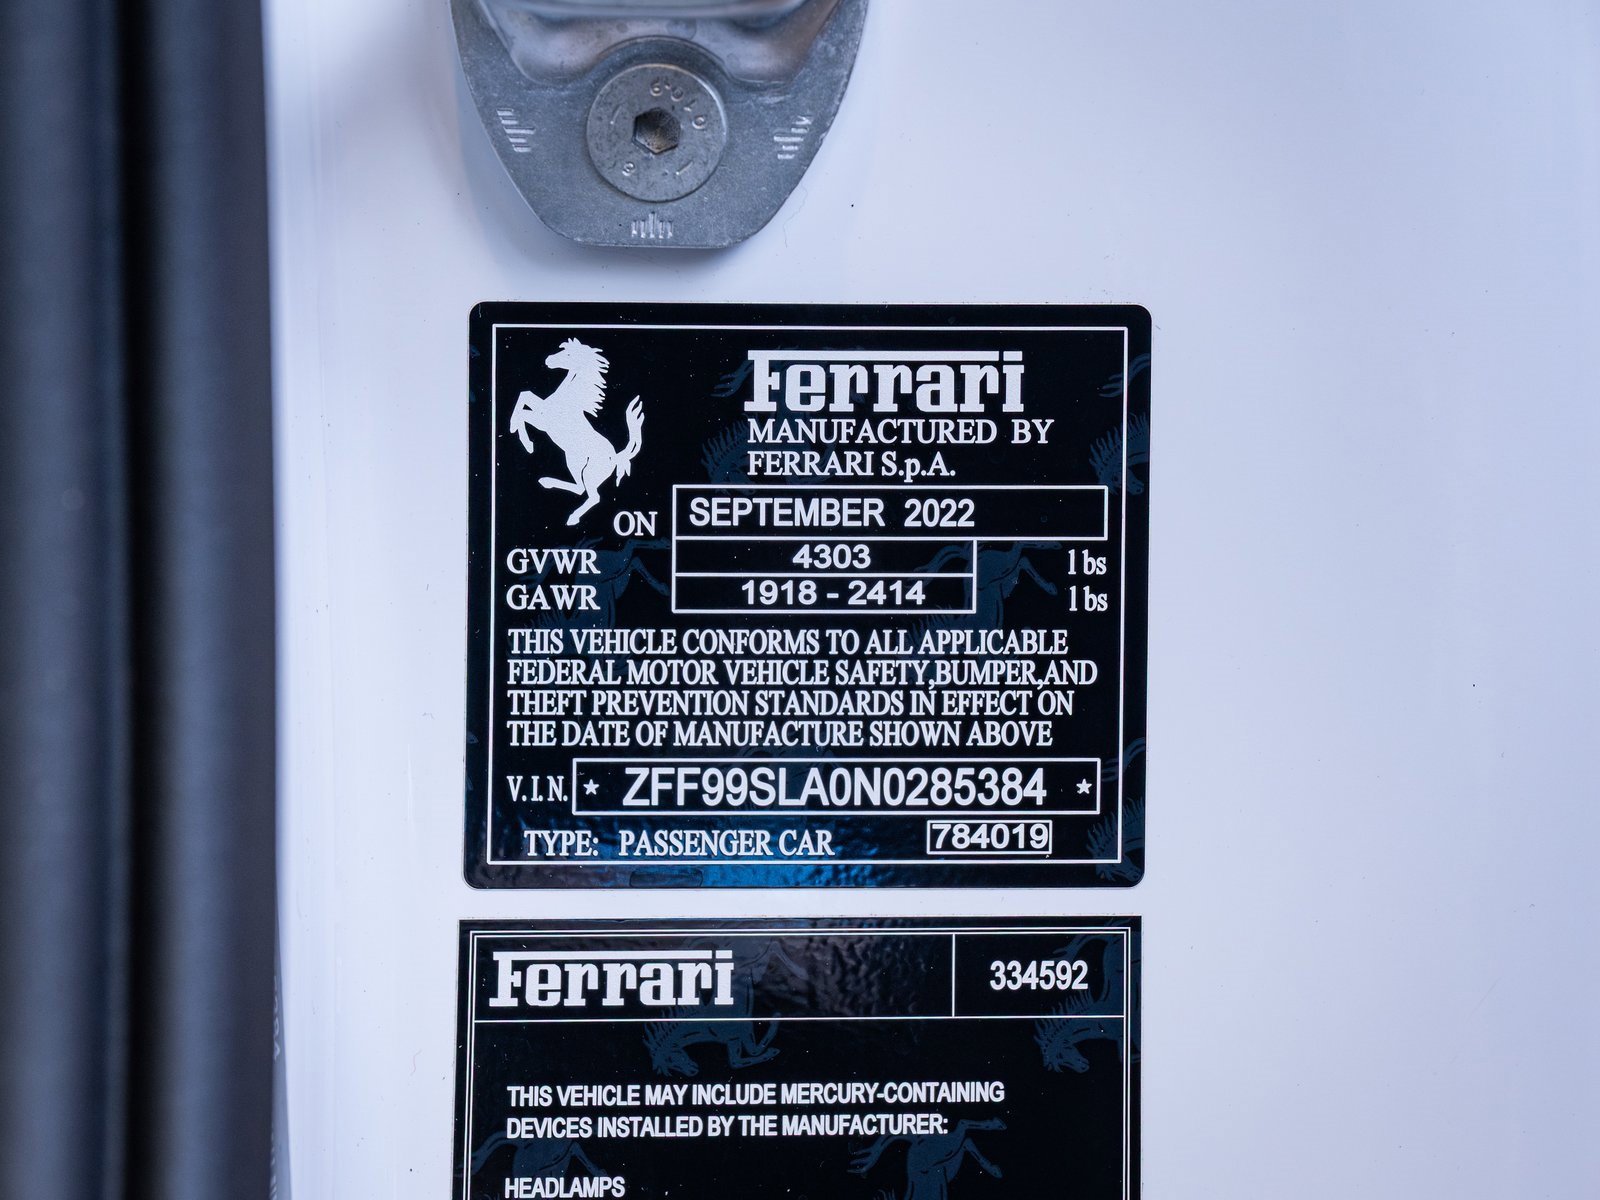 10.9
Ferrari
MANUFACTURED BY
FERRARI S.p.A.
ON SEPTEMBER 2022
GVWR 4303 lbs
GAWR 1918 - 2414 lbs
THIS VEHICLE CONFORMS TO ALL APPLICABLE
FEDERAL MOTOR VEHICLE SAFETY,BUMPER,AND
THEFT PREVENTION STANDARDS IN EFFECT ON
THE DATE OF MANUFACTURE SHOWN ABOVE
V.I.N. ★ ZFF99SLA0N0285384 ★
TYPE: PASSENGER CAR 784019
Ferrari 334592
THIS VEHICLE MAY INCLUDE MERCURY-CONTAINING
DEVICES INSTALLED BY THE MANUFACTURER:
HEADLAMPS